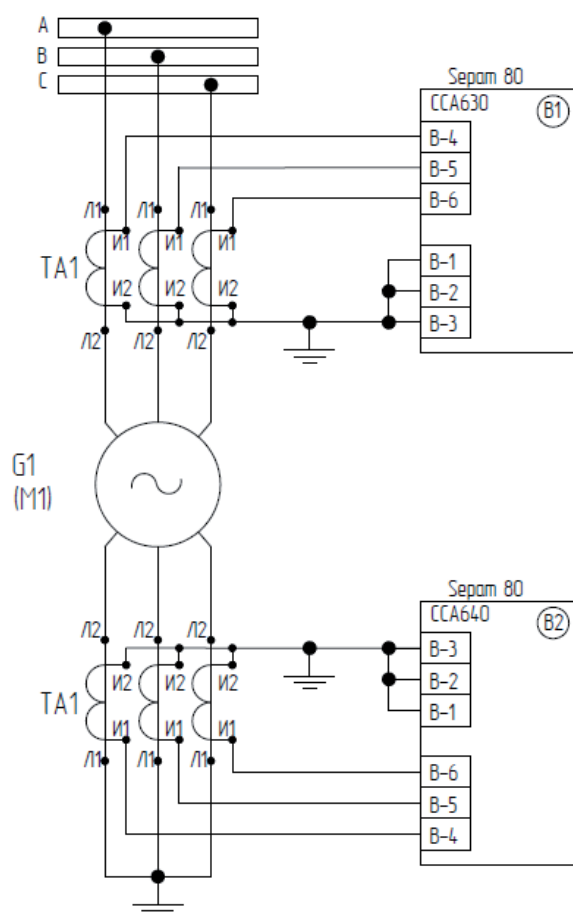 A
B
C
Sepam 80
CCA630
B1
B-4
B-5
B-6
Л1 Л1 Л1
И1 И1 И1
TA1
B-1
И2 И2 И2
B-2
B-3
Л2 Л2 Л2
G1
(M1)
Sepam 80
CCA640
B2
Л2 Л2 Л2
B-3
И2 И2 И2
B-2
TA1
B-1
И1 И1 И1
Л1 Л1 Л1
B-6
B-5
B-4